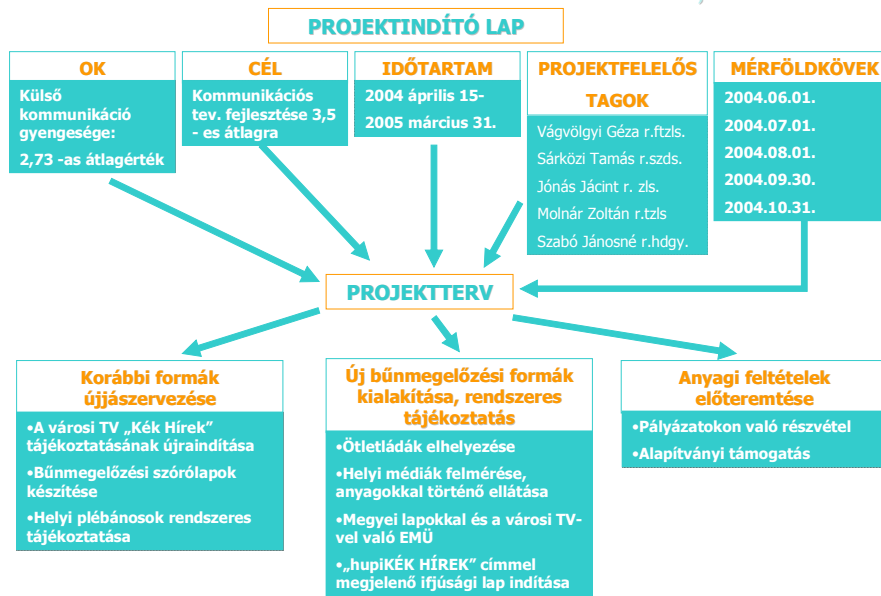 PROJEKTINDÍTÓ LAP
OK
Külső
kommunikáció
gyengesége:
2,73 -as átlagérték
CÉL
Kommunikációs
tev. fejlesztése 3,5
- es átlagra
IDŐTARTAM
2004 április 15-
2005 március 31.
PROJEKTFELELŐS
TAGOK
Vágvölgyi Géza r.ftzls.
Sárközi Tamás r.szds.
Jónás Jácint r. zls.
Molnár Zoltán r.tzls
Szabó Jánosné r.hdgy.
MÉRFÖLDKÖVEK
2004.06.01.
2004.07.01.
2004.08.01.
2004.09.30.
2004.10.31.
PROJEKTTERV
Korábbi formák
újjászervezése
•A városi TV „Kék Hírek"
tájékoztatásának újraindítása
•Bűnmegelőzési szórólapok
készítése
•Helyi plébánosok rendszeres
tájékoztatása
Új bűnmegelőzési formák
kialakítása, rendszeres
tájékoztatás
•Ötletládák elhelyezése
•Helyi médiák felmérése,
anyagokkal történő ellátása
•Megyei lapokkal és a városi TV-
vel való EMÜ
•„hupiKÉK HÍREK" címmel
megjelenő ifjúsági lap indítása
Anyagi feltételek
előteremtése
•Pályázatokon való részvétel
•Alapítványi támogatás